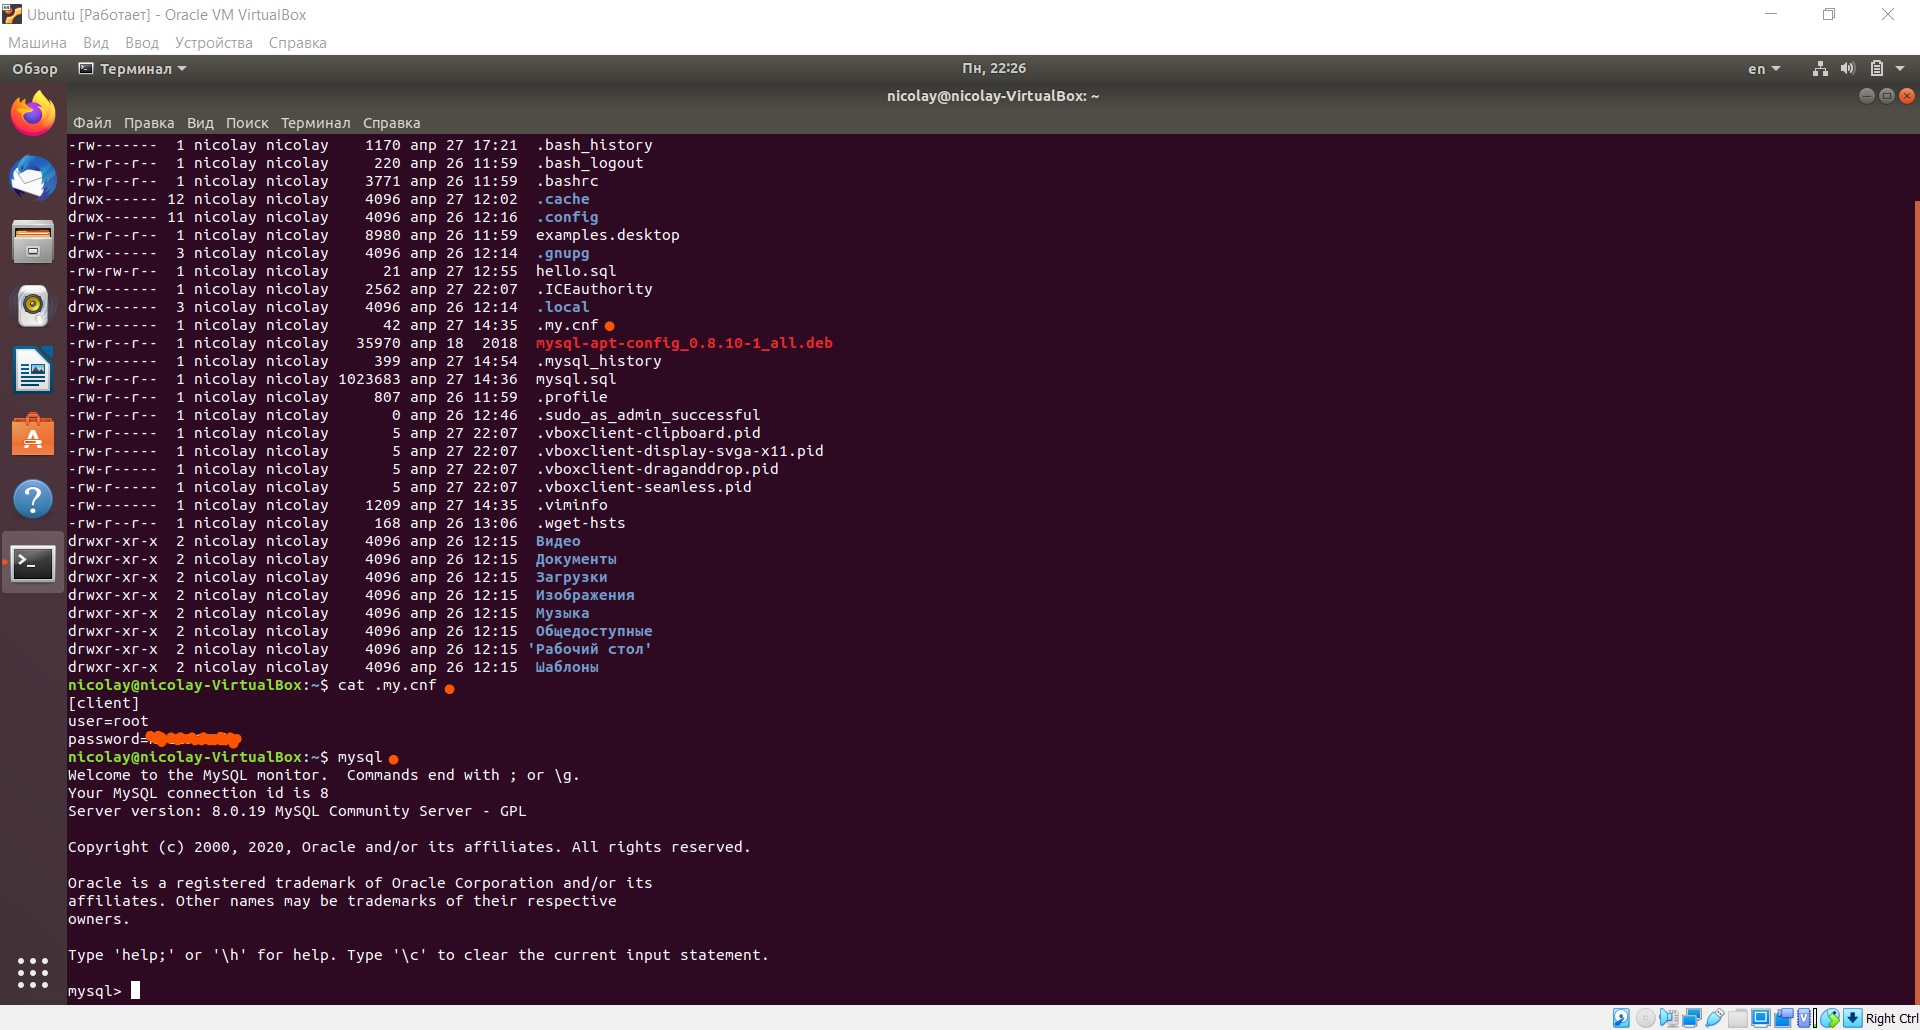 Ubuntu [Работает] - Oracle VM VirtualBox
Машина Вид Ввод Устройства Справка
Обзор Терминал Пн, 22:26 en
nicolay@nicolay-VirtualBox: ~
Файл Правка Вид Поиск Терминал Справка
-rw------- 1 nicolay nicolay 1170 апр 27 17:21 .bash_history
-rw-r--r-- 1 nicolay nicolay 220 апр 26 11:59 .bash_logout
-rw-r--r-- 1 nicolay nicolay 3771 апр 26 11:59 .bashrc
drwx------ 12 nicolay nicolay 4096 апр 27 12:02 .cache
drwx------ 11 nicolay nicolay 4096 апр 26 12:16 .config
-rw-r--r-- 1 nicolay nicolay 8980 апр 26 11:59 examples.desktop
drwx------ 3 nicolay nicolay 4096 апр 26 12:14 .gnupg
-rw-rw-r-- 1 nicolay nicolay 21 апр 27 12:55 hello.sql
-rw------- 1 nicolay nicolay 2562 апр 27 22:07 .ICEauthority
drwx------ 3 nicolay nicolay 4096 апр 26 12:14 .local
-rw------- 1 nicolay nicolay 42 апр 27 14:35 .my.cnf
-rw-r--r-- 1 nicolay nicolay 35970 апр 18 2018 mysql-apt-config_0.8.10-1_all.deb
-rw------- 1 nicolay nicolay 399 апр 27 14:54 .mysql_history
-rw-r--r-- 1 nicolay nicolay 1023683 апр 27 14:36 mysql.sql
-rw-r--r-- 1 nicolay nicolay 807 апр 26 11:59 .profile
-rw-r--r-- 1 nicolay nicolay 0 апр 26 12:46 .sudo_as_admin_successful
-rw-r----- 1 nicolay nicolay 5 апр 27 22:07 .vboxclient-clipboard.pid
-rw-r----- 1 nicolay nicolay 5 апр 27 22:07 .vboxclient-display-svga-x11.pid
-rw-r----- 1 nicolay nicolay 5 апр 27 22:07 .vboxclient-draganddrop.pid
-rw-r----- 1 nicolay nicolay 5 апр 27 22:07 .vboxclient-seamless.pid
-rw------- 1 nicolay nicolay 1209 апр 27 14:35 .viminfo
-rw-r--r-- 1 nicolay nicolay 168 апр 26 13:06 .wget-hsts
drwxr-xr-x 2 nicolay nicolay 4096 апр 26 12:15 Видео
drwxr-xr-x 2 nicolay nicolay 4096 апр 26 12:15 Документы
drwxr-xr-x 2 nicolay nicolay 4096 апр 26 12:15 Загрузки
drwxr-xr-x 2 nicolay nicolay 4096 апр 26 12:15 Изображения
drwxr-xr-x 2 nicolay nicolay 4096 апр 26 12:15 Музыка
drwxr-xr-x 2 nicolay nicolay 4096 апр 26 12:15 Общедоступные
drwxr-xr-x 2 nicolay nicolay 4096 апр 26 12:15 'Рабочий стол'
drwxr-xr-x 2 nicolay nicolay 4096 апр 26 12:15 Шаблоны
nicolay@nicolay-VirtualBox:~$ cat .my.cnf
[client]
user=root
password=
nicolay@nicolay-VirtualBox:~$ mysql
Welcome to the MySQL monitor. Commands end with ; or \g.
Your MySQL connection id is 8
Server version: 8.0.19 MySQL Community Server - GPL
Copyright (c) 2000, 2020, Oracle and/or its affiliates. All rights reserved.
Oracle is a registered trademark of Oracle Corporation and/or its
affiliates. Other names may be trademarks of their respective
owners.
Type 'help;' or '\h' for help. Type '\c' to clear the current input statement.
mysql>
Right Ctrl